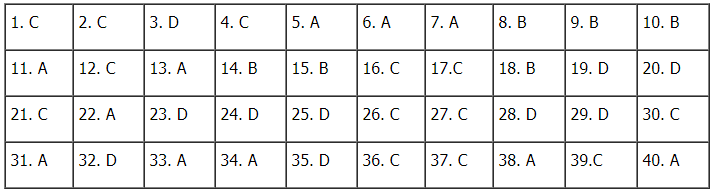 1. C 2. C 3. D 4. C 5. A 6. A 7. A 8. B 9. B 10. B
11. A 12. C 13. A 14. B 15. B 16. C 17.C 18. B 19. D 20. D
21. C 22. A 23. D 24. D 25. D 26. C 27. C 28. D 29. D 30. C
31. A 32. D 33. A 34. A 35. D 36. C 37. C 38. A 39.C 40. A